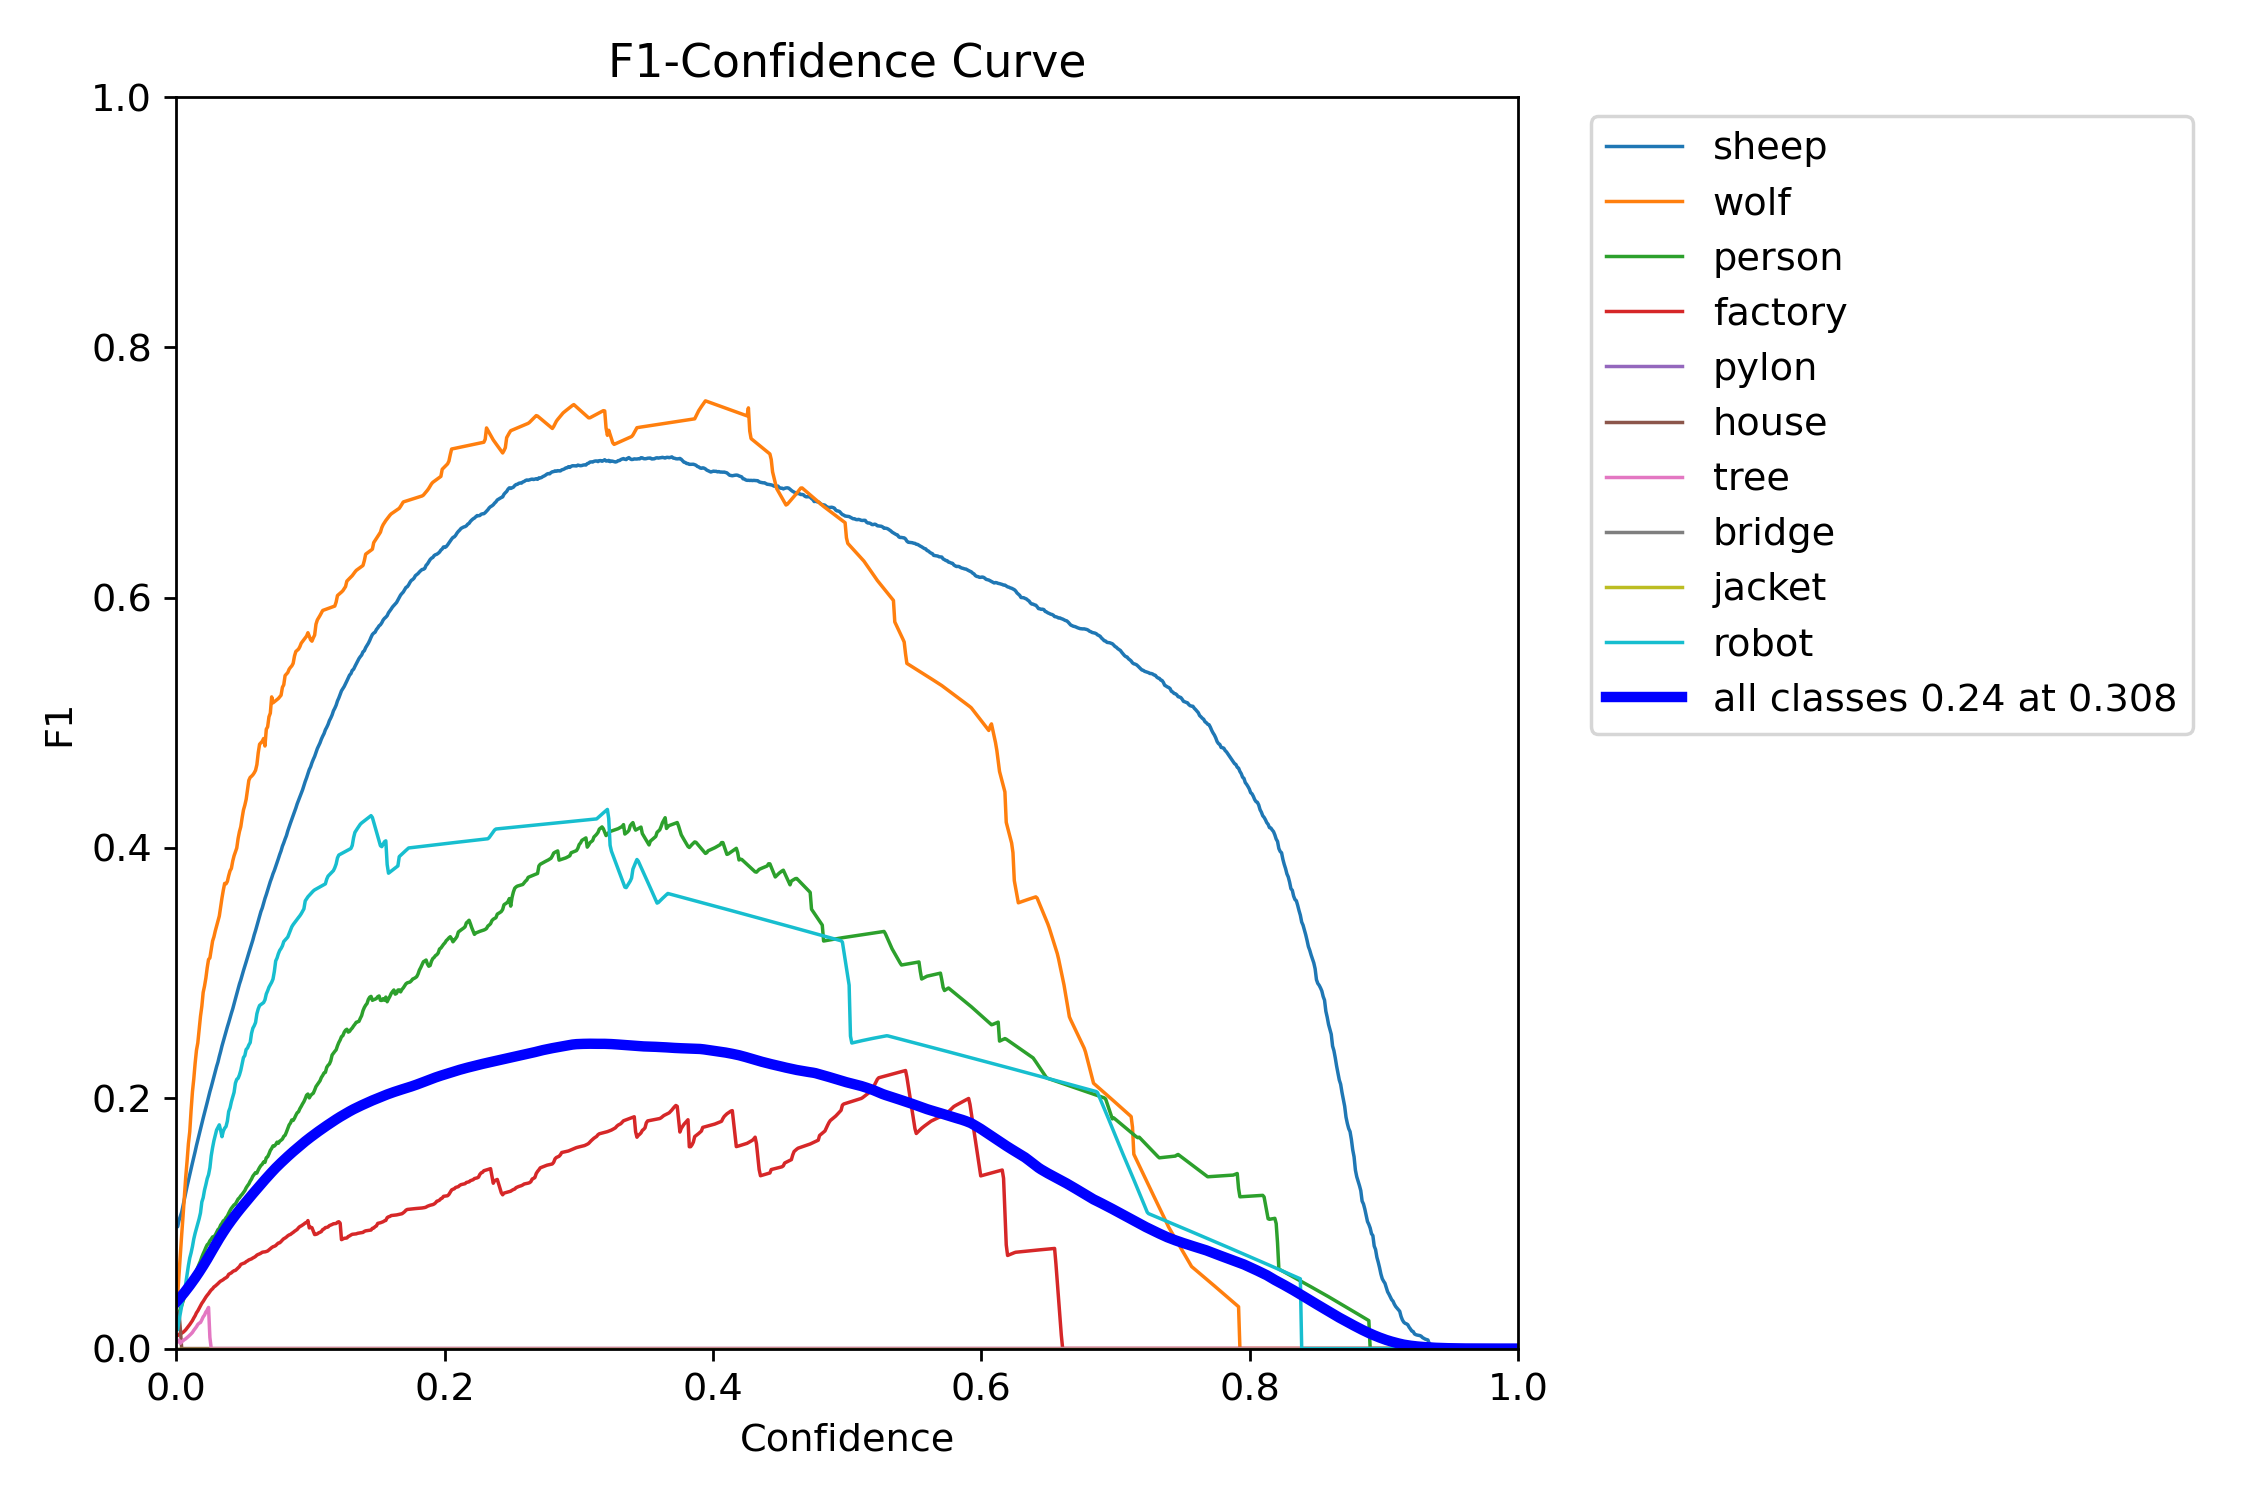 F1-Confidence Curve
1.0
0.8
0.6
0.4
0.2
0.0
F1
0.0 0.2 0.4 0.6 0.8 1.0
Confidence
sheep
wolf
person
factory
pylon
house
tree
bridge
jacket
robot
all classes 0.24 at 0.308